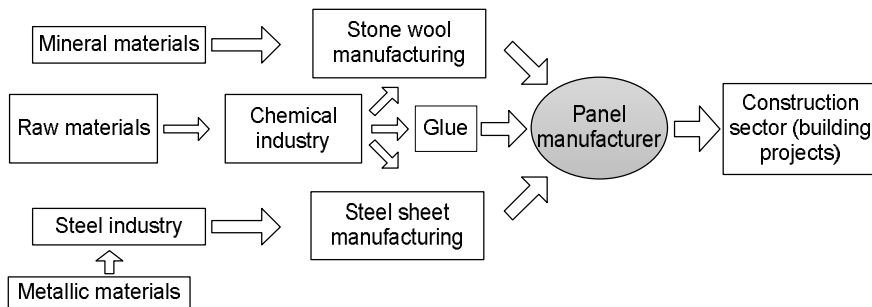 Mineral materials
Stone wool
manufacturing
Raw materials
Chemical
industry
Glue
Panel
manufacturer
Construction
sector (building
projects)
Steel industry
Steel sheet
manufacturing
Metallic materials